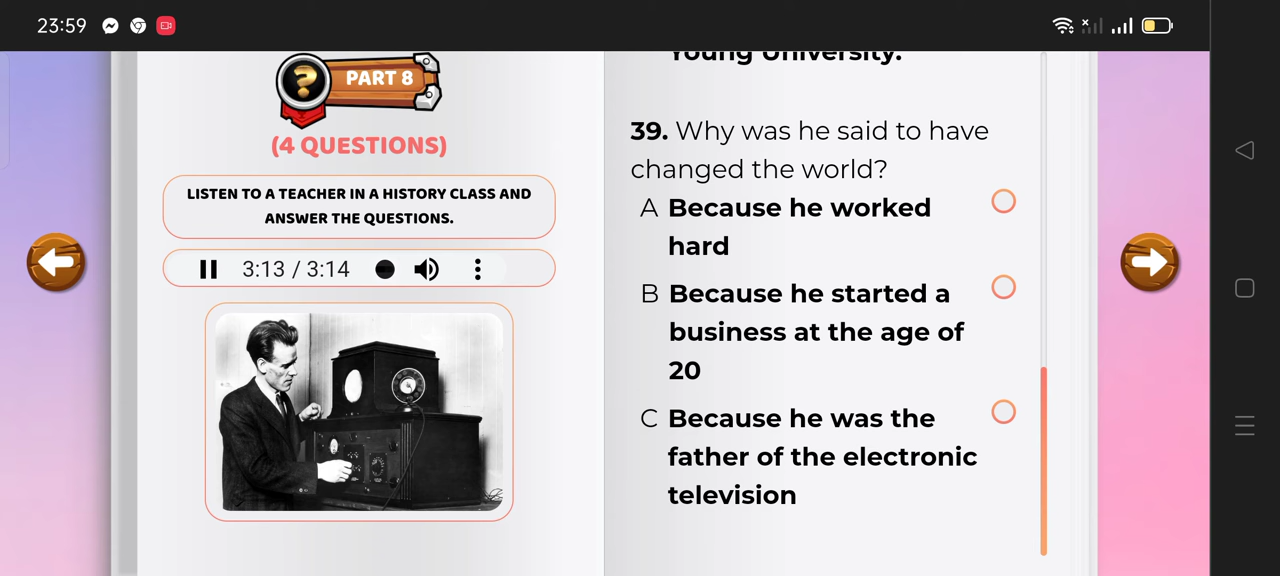 23:59
PART 8
(4 QUESTIONS)
LISTEN TO A TEACHER IN A HISTORY CLASS AND
ANSWER THE QUESTIONS.
3:13 / 3:14
Young University.
39. Why was he said to have
changed the world?
A Because he worked
hard
B Because he started a
business at the age of
20
C Because he was the
father of the electronic
television